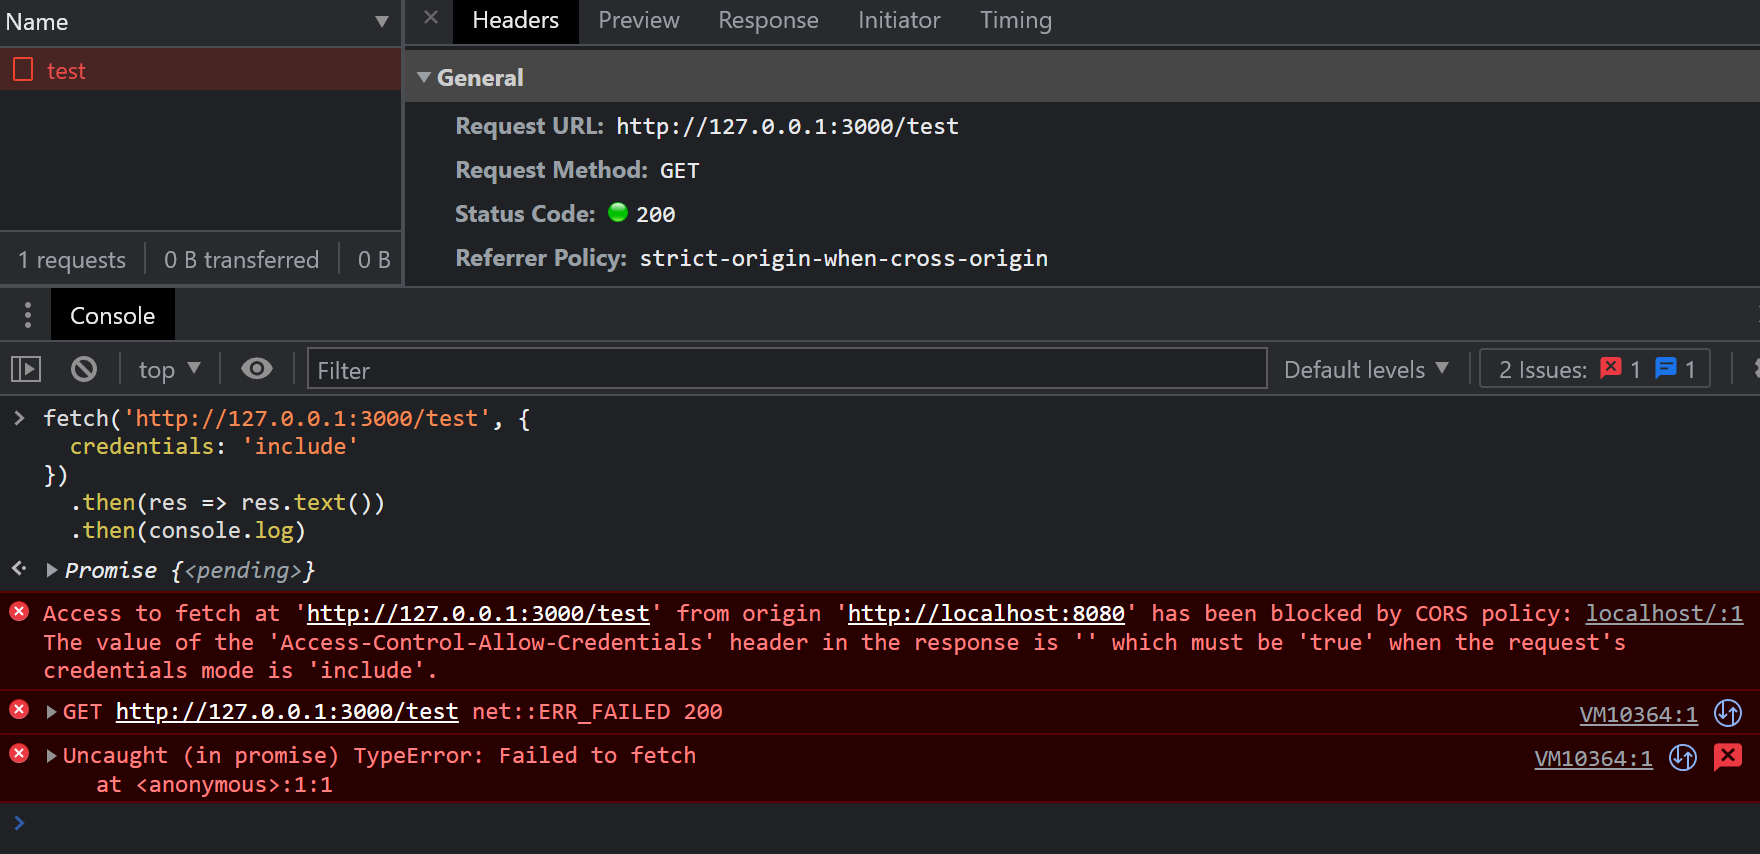 Name
Headers Preview Response Initiator Timing
test
General
Request URL: http://127.0.0.1:3000/test
Request Method: GET
Status Code: 200
Referrer Policy: strict-origin-when-cross-origin
1 requests 0 B transferred 0 B
Console
top Filter Default levels 2 Issues: 1 1
fetch('http://127.0.0.1:3000/test', {
credentials: 'include'
})
.then(res => res.text())
.then(console.log)
Promise {<pending>}
Access to fetch at 'http://127.0.0.1:3000/test' from origin 'http://localhost:8080' has been blocked by CORS policy: localhost/:1
The value of the 'Access-Control-Allow-Credentials' header in the response is '' which must be 'true' when the request's
credentials mode is 'include'.
GET http://127.0.0.1:3000/test net::ERR_FAILED 200 VM10364:1
Uncaught (in promise) TypeError: Failed to fetch VM10364:1
at <anonymous>:1:1